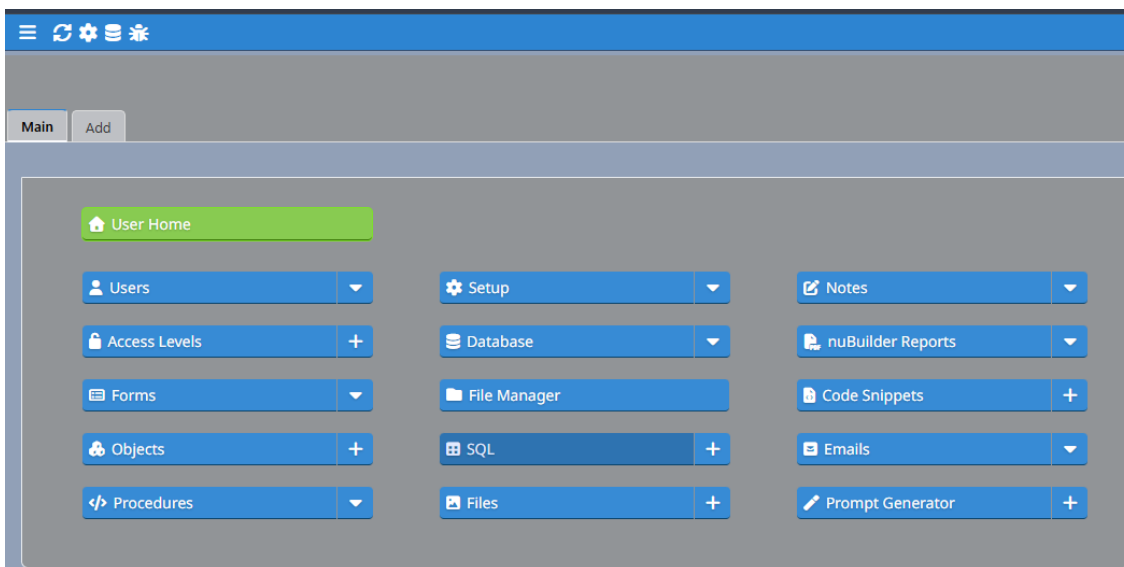 Main Add
User Home
Users Setup Notes
Access Levels Database nuBuilder Reports
Forms File Manager Code Snippets
Objects SQL Emails
Procedures Files Prompt Generator